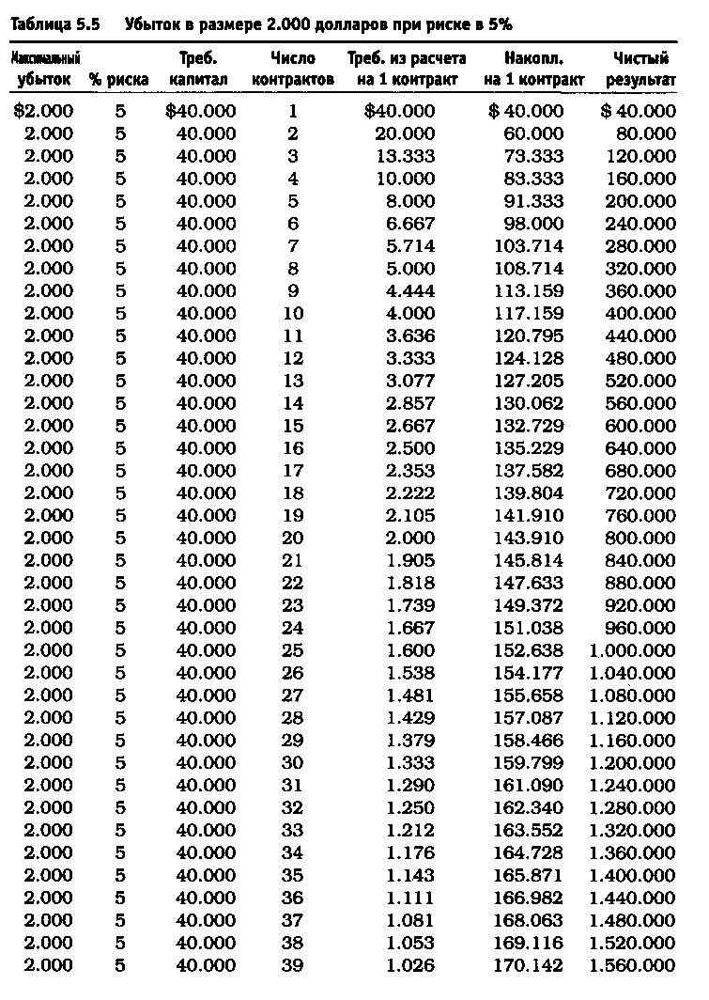 Таблица 5.5 Убыток в размере 2.000 долларов при риске в 5%
Максимальный Треб. Число Треб. из расчета Накопл. Чистый
убыток % риска капитал контрактов на 1 контракт на 1 контракт результат
$2.000 5 $40.000 1 $40.000 $ 40.000 $ 40.000
2.000 5 40.000 2 20.000 60.000 80.000
2.000 5 40.000 3 13.333 73.333 120.000
2.000 5 40.000 4 10.000 83.333 160.000
2.000 5 40.000 5 8.000 91.333 200.000
2.000 5 40.000 6 6.667 98.000 240.000
2.000 5 40.000 7 5.714 103.714 280.000
2.000 5 40.000 8 5.000 108.714 320.000
2.000 5 40.000 9 4.444 113.159 360.000
2.000 5 40.000 10 4.000 117.159 400.000
2.000 5 40.000 11 3.636 120.795 440.000
2.000 5 40.000 12 3.333 124.128 480.000
2.000 5 40.000 13 3.077 127.205 520.000
2.000 5 40.000 14 2.857 130.062 560.000
2.000 5 40.000 15 2.667 132.729 600.000
2.000 5 40.000 16 2.500 135.229 640.000
2.000 5 40.000 17 2.353 137.582 680.000
2.000 5 40.000 18 2.222 139.804 720.000
2.000 5 40.000 19 2.105 141.910 760.000
2.000 5 40.000 20 2.000 143.910 800.000
2.000 5 40.000 21 1.905 145.814 840.000
2.000 5 40.000 22 1.818 147.633 880.000
2.000 5 40.000 23 1.739 149.372 920.000
2.000 5 40.000 24 1.667 151.038 960.000
2.000 5 40.000 25 1.600 152.638 1.000.000
2.000 5 40.000 26 1.538 154.177 1.040.000
2.000 5 40.000 27 1.481 155.658 1.080.000
2.000 5 40.000 28 1.429 157.087 1.120.000
2.000 5 40.000 29 1.379 158.466 1.160.000
2.000 5 40.000 30 1.333 159.799 1.200.000
2.000 5 40.000 31 1.290 161.090 1.240.000
2.000 5 40.000 32 1.250 162.340 1.280.000
2.000 5 40.000 33 1.212 163.552 1.320.000
2.000 5 40.000 34 1.176 164.728 1.360.000
2.000 5 40.000 35 1.143 165.871 1.400.000
2.000 5 40.000 36 1.111 166.982 1.440.000
2.000 5 40.000 37 1.081 168.063 1.480.000
2.000 5 40.000 38 1.053 169.116 1.520.000
2.000 5 40.000 39 1.026 170.142 1.560.000